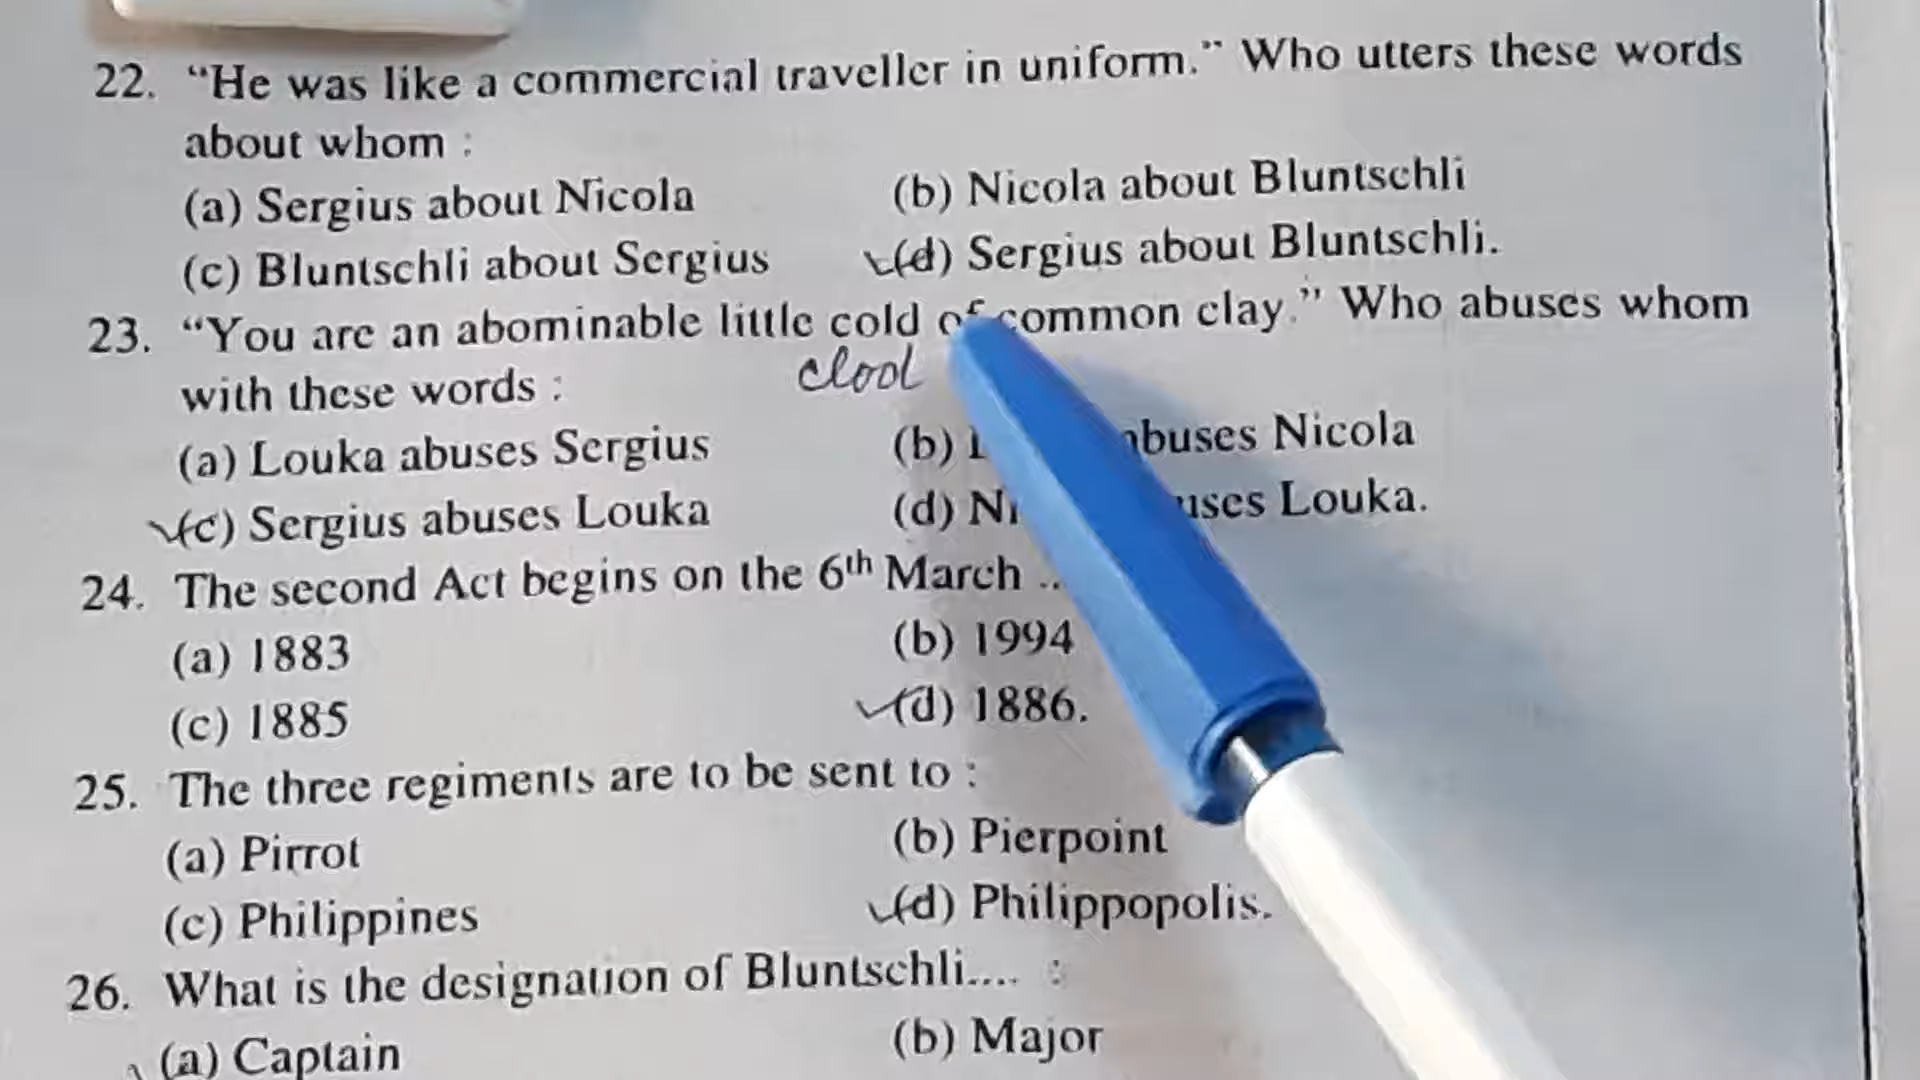 22. “He was like a commercial traveller in uniform.” Who utters these words
about whom :
(a) Sergius about Nicola (b) Nicola about Bluntschli
(c) Bluntschli about Sergius (d) Sergius about Bluntschli.
23. “You are an abominable little cold of common clay.” Who abuses whom
clod
with these words :
(a) Louka abuses Sergius (b) abuses Nicola
(c) Sergius abuses Louka (d) Louka.
24. The second Act begins on the 6th March ..
(a) 1883 (b) 1994
(c) 1885 (d) 1886.
25. The three regiments are to be sent to :
(a) Pirrot (b) Pierpoint
(c) Philippines (d) Philippopolis.
26. What is the designation of Bluntschli.... :
(a) Captain (b) Major